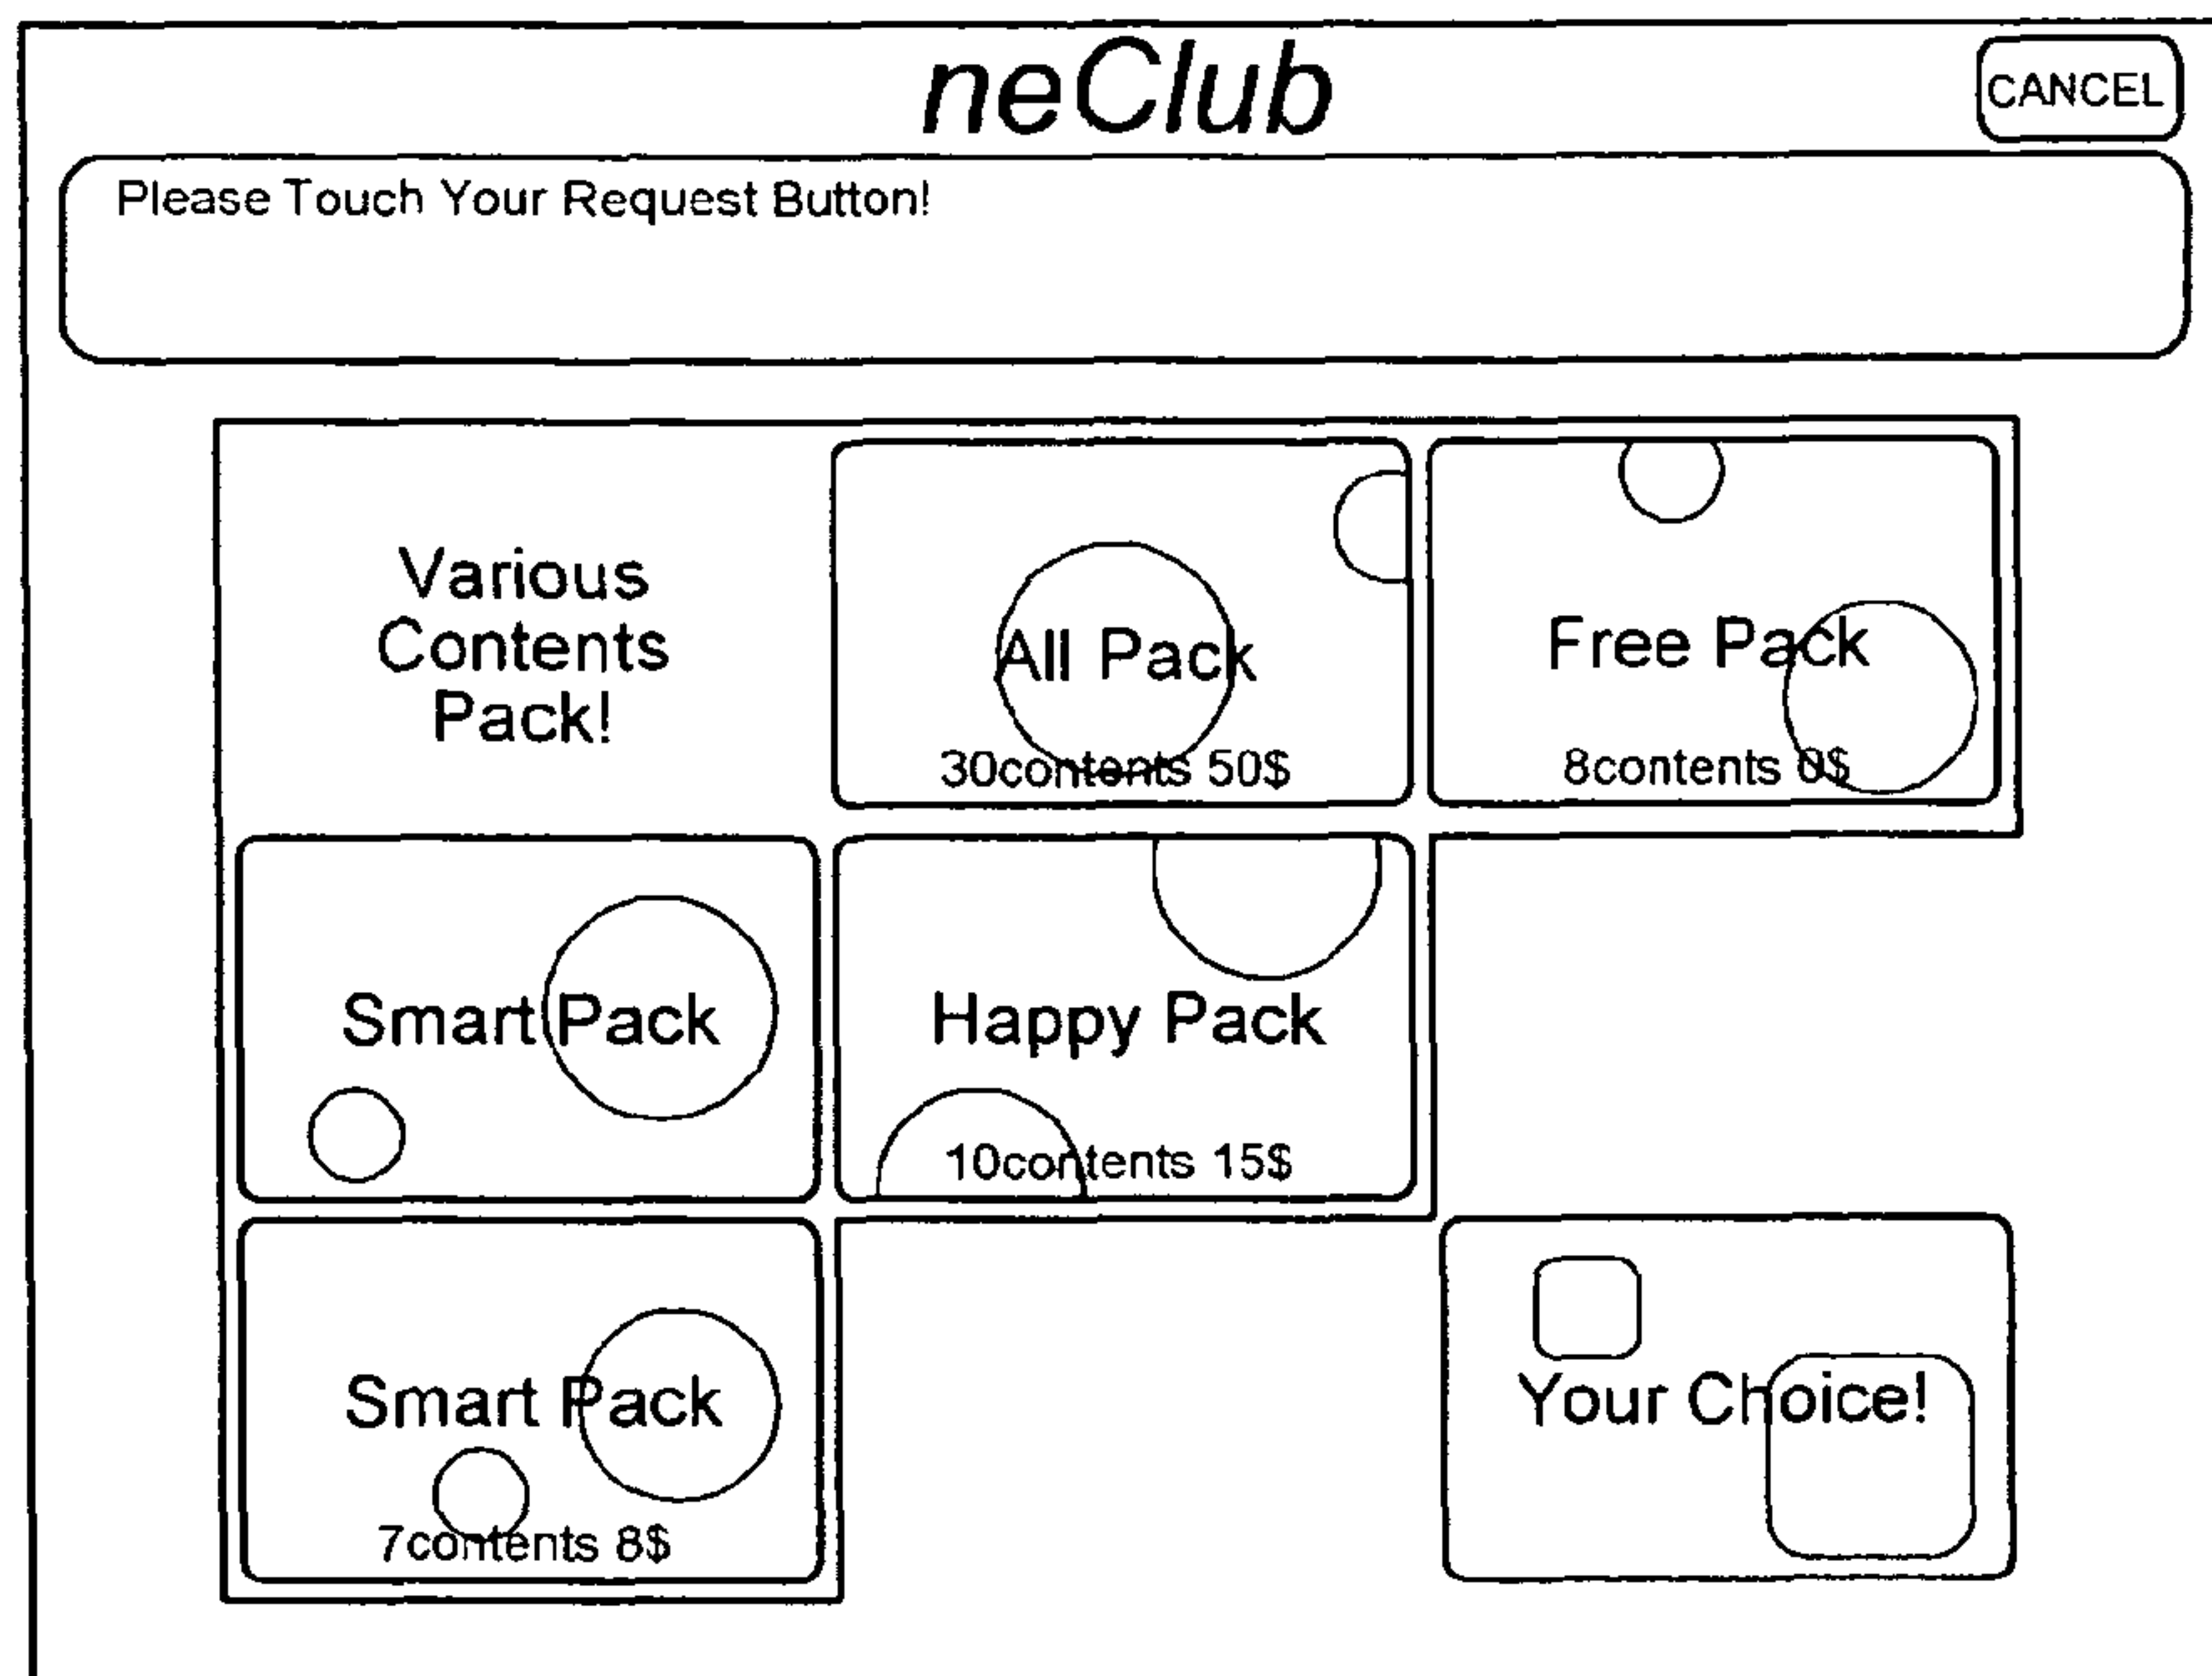 neClub
CANCEL
Please Touch Your Request Button!
Various
Contents
Pack!
All Pack
30contents 50$
Free Pack
8contents 0$
Smart Pack
Happy Pack
10contents 15$
Smart Pack
7contents 8$
Your Choice!